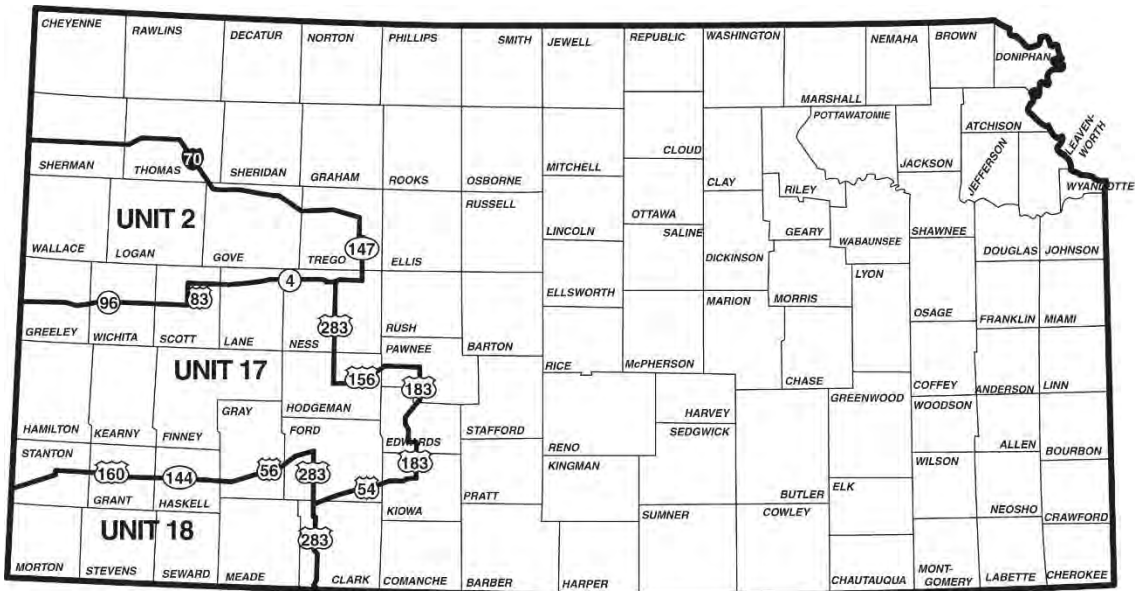 CHEYENNE
RAWLINS
DECATUR
NORTON
PHILLIPS
SMITH
JEWELL
REPUBLIC
WASHINGTON
NEMAHA
BROWN
DONIPHAN
MARSHALL
SHERMAN
THOMAS
70
SHERIDAN
GRAHAM
ROOKS
OSBORNE
MITCHELL
CLOUD
CLAY
RILEY
POTTAWATOMIE
JACKSON
ATCHISON
JEFFERSON
LEAVEN-
WORTH
WYANDOTTE
UNIT 2
WALLACE
LOGAN
GOVE
TREGO
147
ELLIS
RUSSELL
LINCOLN
OTTAWA
SALINE
DICKINSON
GEARY
WABAUNSEE
SHAWNEE
DOUGLAS
JOHNSON
96
83
4
GREELEY
WICHITA
SCOTT
LANE
NESS
283
RUSH
BARTON
ELLSWORTH
RICE
McPHERSON
MARION
MORRIS
CHASE
LYON
OSAGE
FRANKLIN
MIAMI
UNIT 17
156
PAWNEE
183
HAMILTON
KEARNY
FINNEY
GRAY
HODGEMAN
FORD
EDWARDS
STAFFORD
RENO
HARVEY
SEDGWICK
BUTLER
GREENWOOD
COFFEY
ANDERSON
LINN
WOODSON
ALLEN
BOURBON
STANTON
160
GRANT
144
HASKELL
56
283
54
183
KIOWA
PRATT
KINGMAN
SUMNER
COWLEY
ELK
WILSON
NEOSHO
CRAWFORD
UNIT 18
MORTON
STEVENS
SEWARD
MEADE
283
CLARK
COMANCHE
BARBER
HARPER
CHAUTAUQUA
MONT-
GOMERY
LABETTE
CHEROKEE